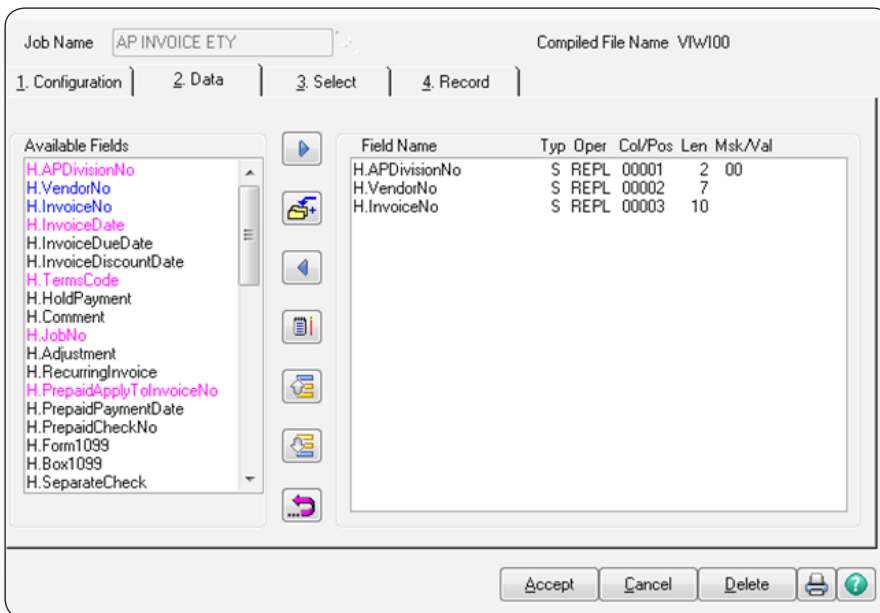 Job Name AP INVOICE ETY Compiled File Name VIWI00
1. Configuration 2. Data 3. Select 4. Record
Available Fields
H.APDivisionNo
H.VendorNo
H.InvoiceNo
H.InvoiceDate
H.InvoiceDueDate
H.InvoiceDiscountDate
H.TermsCode
H.HoldPayment
H.Comment
H.JobNo
H.Adjustment
H.RecurringInvoice
H.PrepaidApplyToInvoiceNo
H.PrepaidPaymentDate
H.PrepaidCheckNo
H.Form1099
H.Box1099
H.SeparateCheck
Field Name Typ Oper Col/Pos Len Msk/Val
H.APDivisionNo S REPL 00001 2 00
H.VendorNo S REPL 00002 7
H.InvoiceNo S REPL 00003 10
Accept Cancel Delete